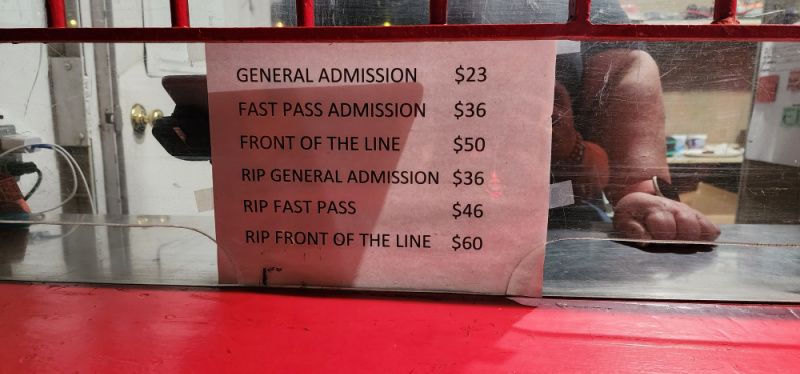 GENERAL ADMISSION $23
FAST PASS ADMISSION $36
FRONT OF THE LINE $50
RIP GENERAL ADMISSION $36
RIP FAST PASS $46
RIP FRONT OF THE LINE $60